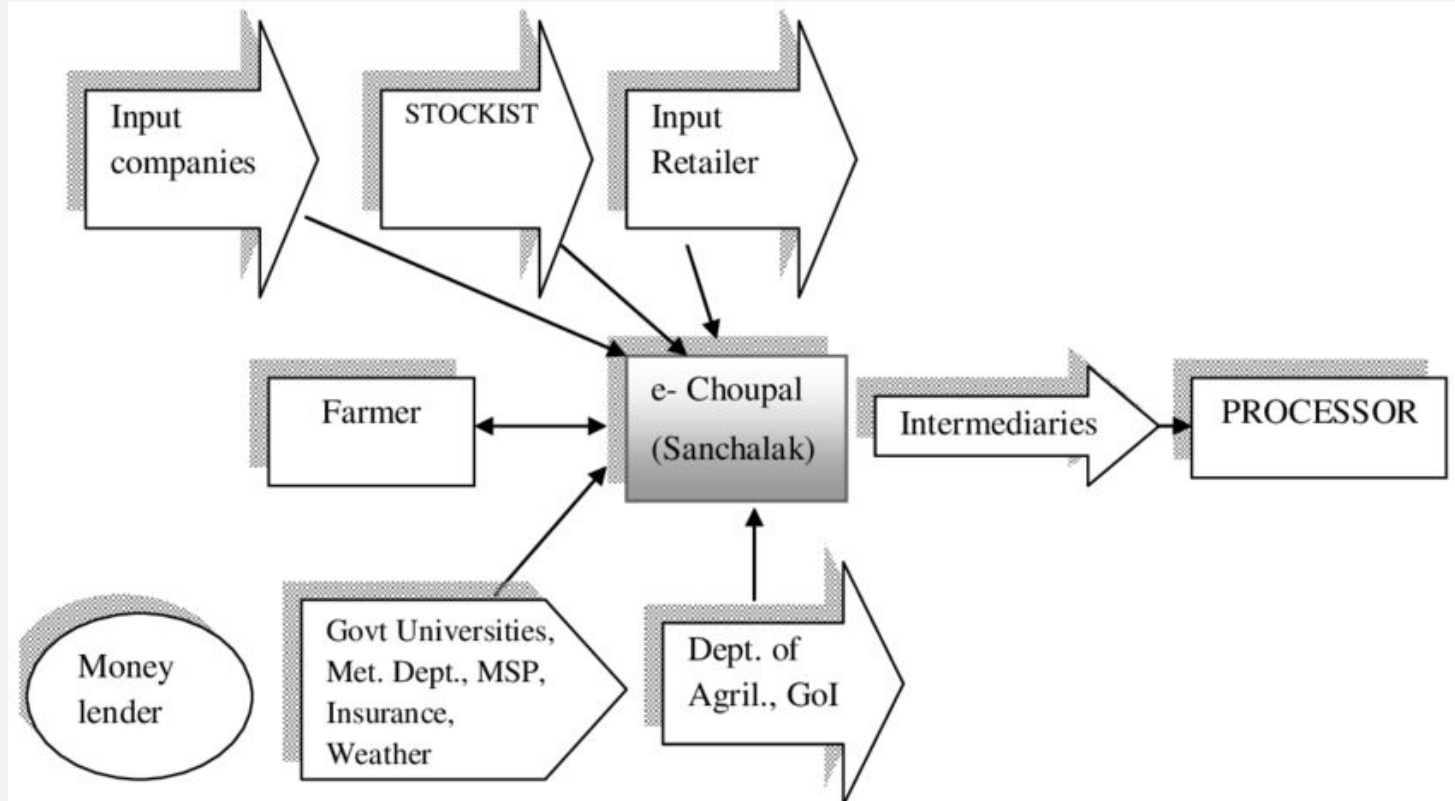 Input
companies
STOCKIST
Input
Retailer
Farmer
e- Choupal
(Sanchalak)
Intermediaries
PROCESSOR
Money
lender
Govt Universities,
Met. Dept., MSP,
Insurance,
Weather
Dept. of
Agril., GoI